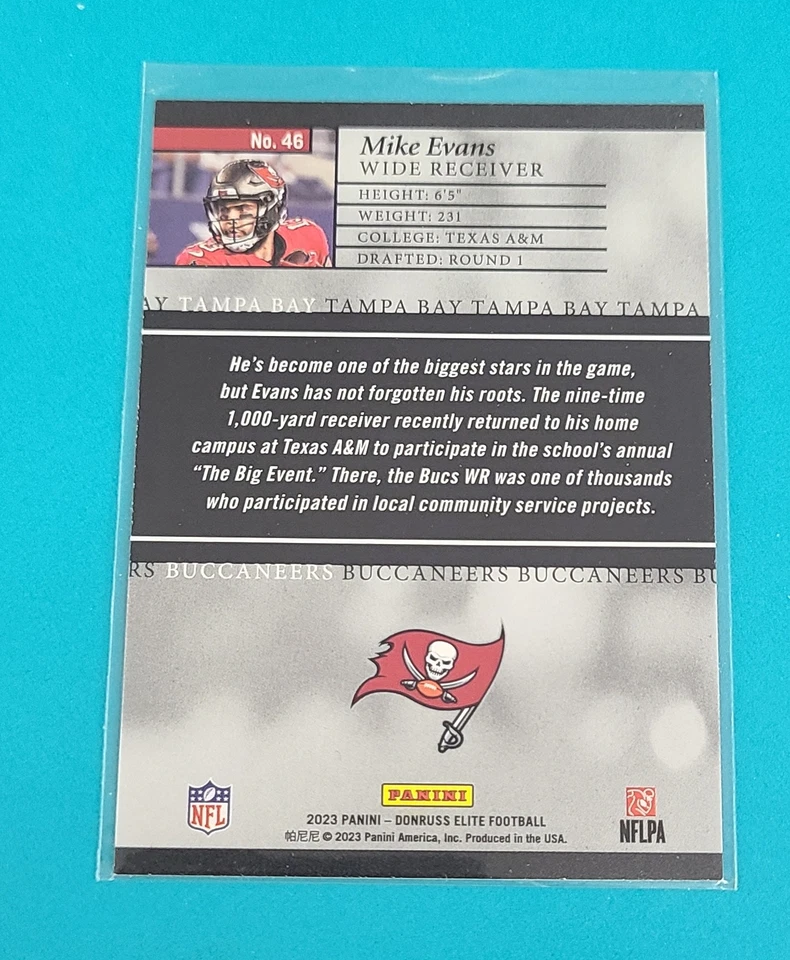 No. 46
Mike Evans
WIDE RECEIVER
HEIGHT: 6'5"
WEIGHT: 231
COLLEGE: TEXAS A&M
DRAFTED: ROUND 1
AY TAMPA BAY TAMPA BAY TAMPA BAY TAMPA
He's become one of the biggest stars in the game,
but Evans has not forgotten his roots. The nine-time
1,000-yard receiver recently returned to his home
campus at Texas A&M to participate in the school's annual
“The Big Event.” There, the Bucs WR was one of thousands
who participated in local community service projects.
RS BUCCANEERS BUCCANEERS BUCCANEERS BU
NFL
PANINI
2023 PANINI – DONRUSS ELITE FOOTBALL
帕尼尼 © 2023 Panini America, Inc. Produced in the USA.
NFLPA